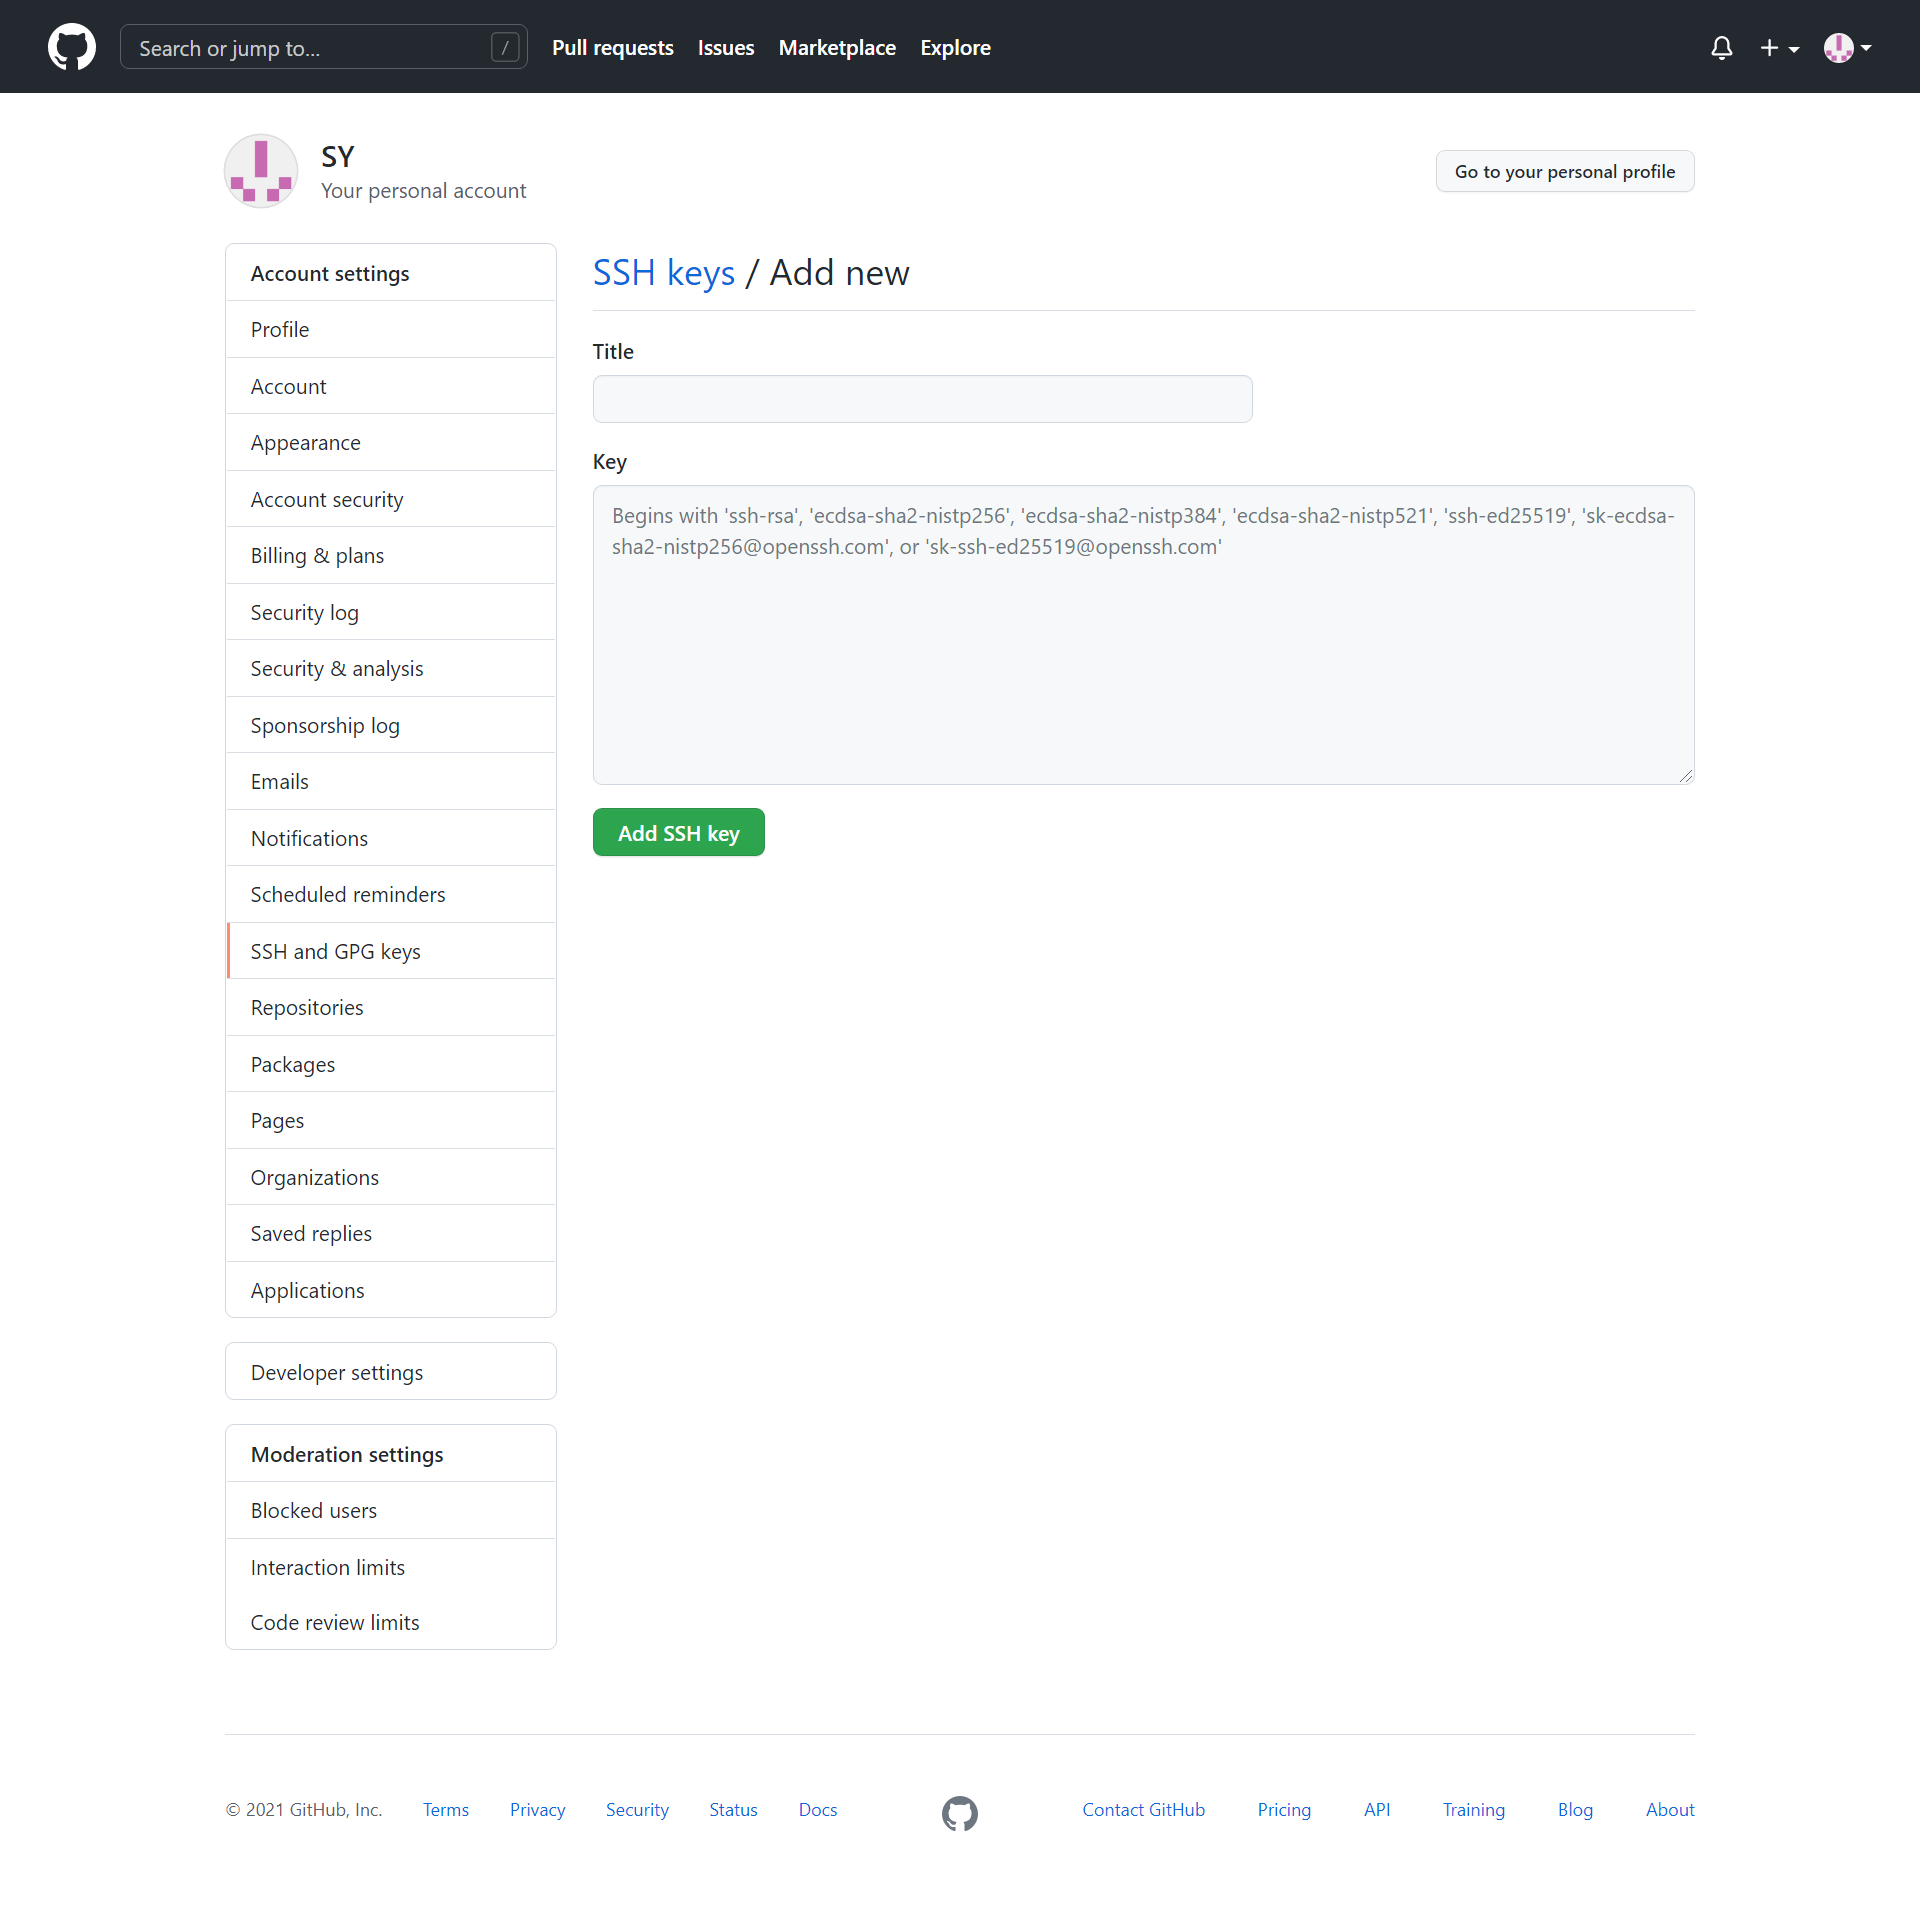 Search or jump to...
/
Pull requests Issues Marketplace Explore
SY
Your personal account
Go to your personal profile
Account settings
Profile
Account
Appearance
Account security
Billing & plans
Security log
Security & analysis
Sponsorship log
Emails
Notifications
Scheduled reminders
SSH and GPG keys
Repositories
Packages
Pages
Organizations
Saved replies
Applications
Developer settings
Moderation settings
Blocked users
Interaction limits
Code review limits
SSH keys / Add new
Title
Key
Begins with 'ssh-rsa', 'ecdsa-sha2-nistp256', 'ecdsa-sha2-nistp384', 'ecdsa-sha2-nistp521', 'ssh-ed25519', 'sk-ecdsa-
sha2-nistp256@openssh.com', or 'sk-ssh-ed25519@openssh.com'
Add SSH key
© 2021 GitHub, Inc. Terms Privacy Security Status Docs Contact GitHub Pricing API Training Blog About